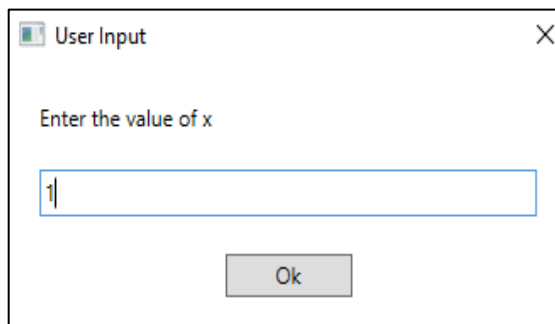 User Input
Enter the value of x
1
Ok